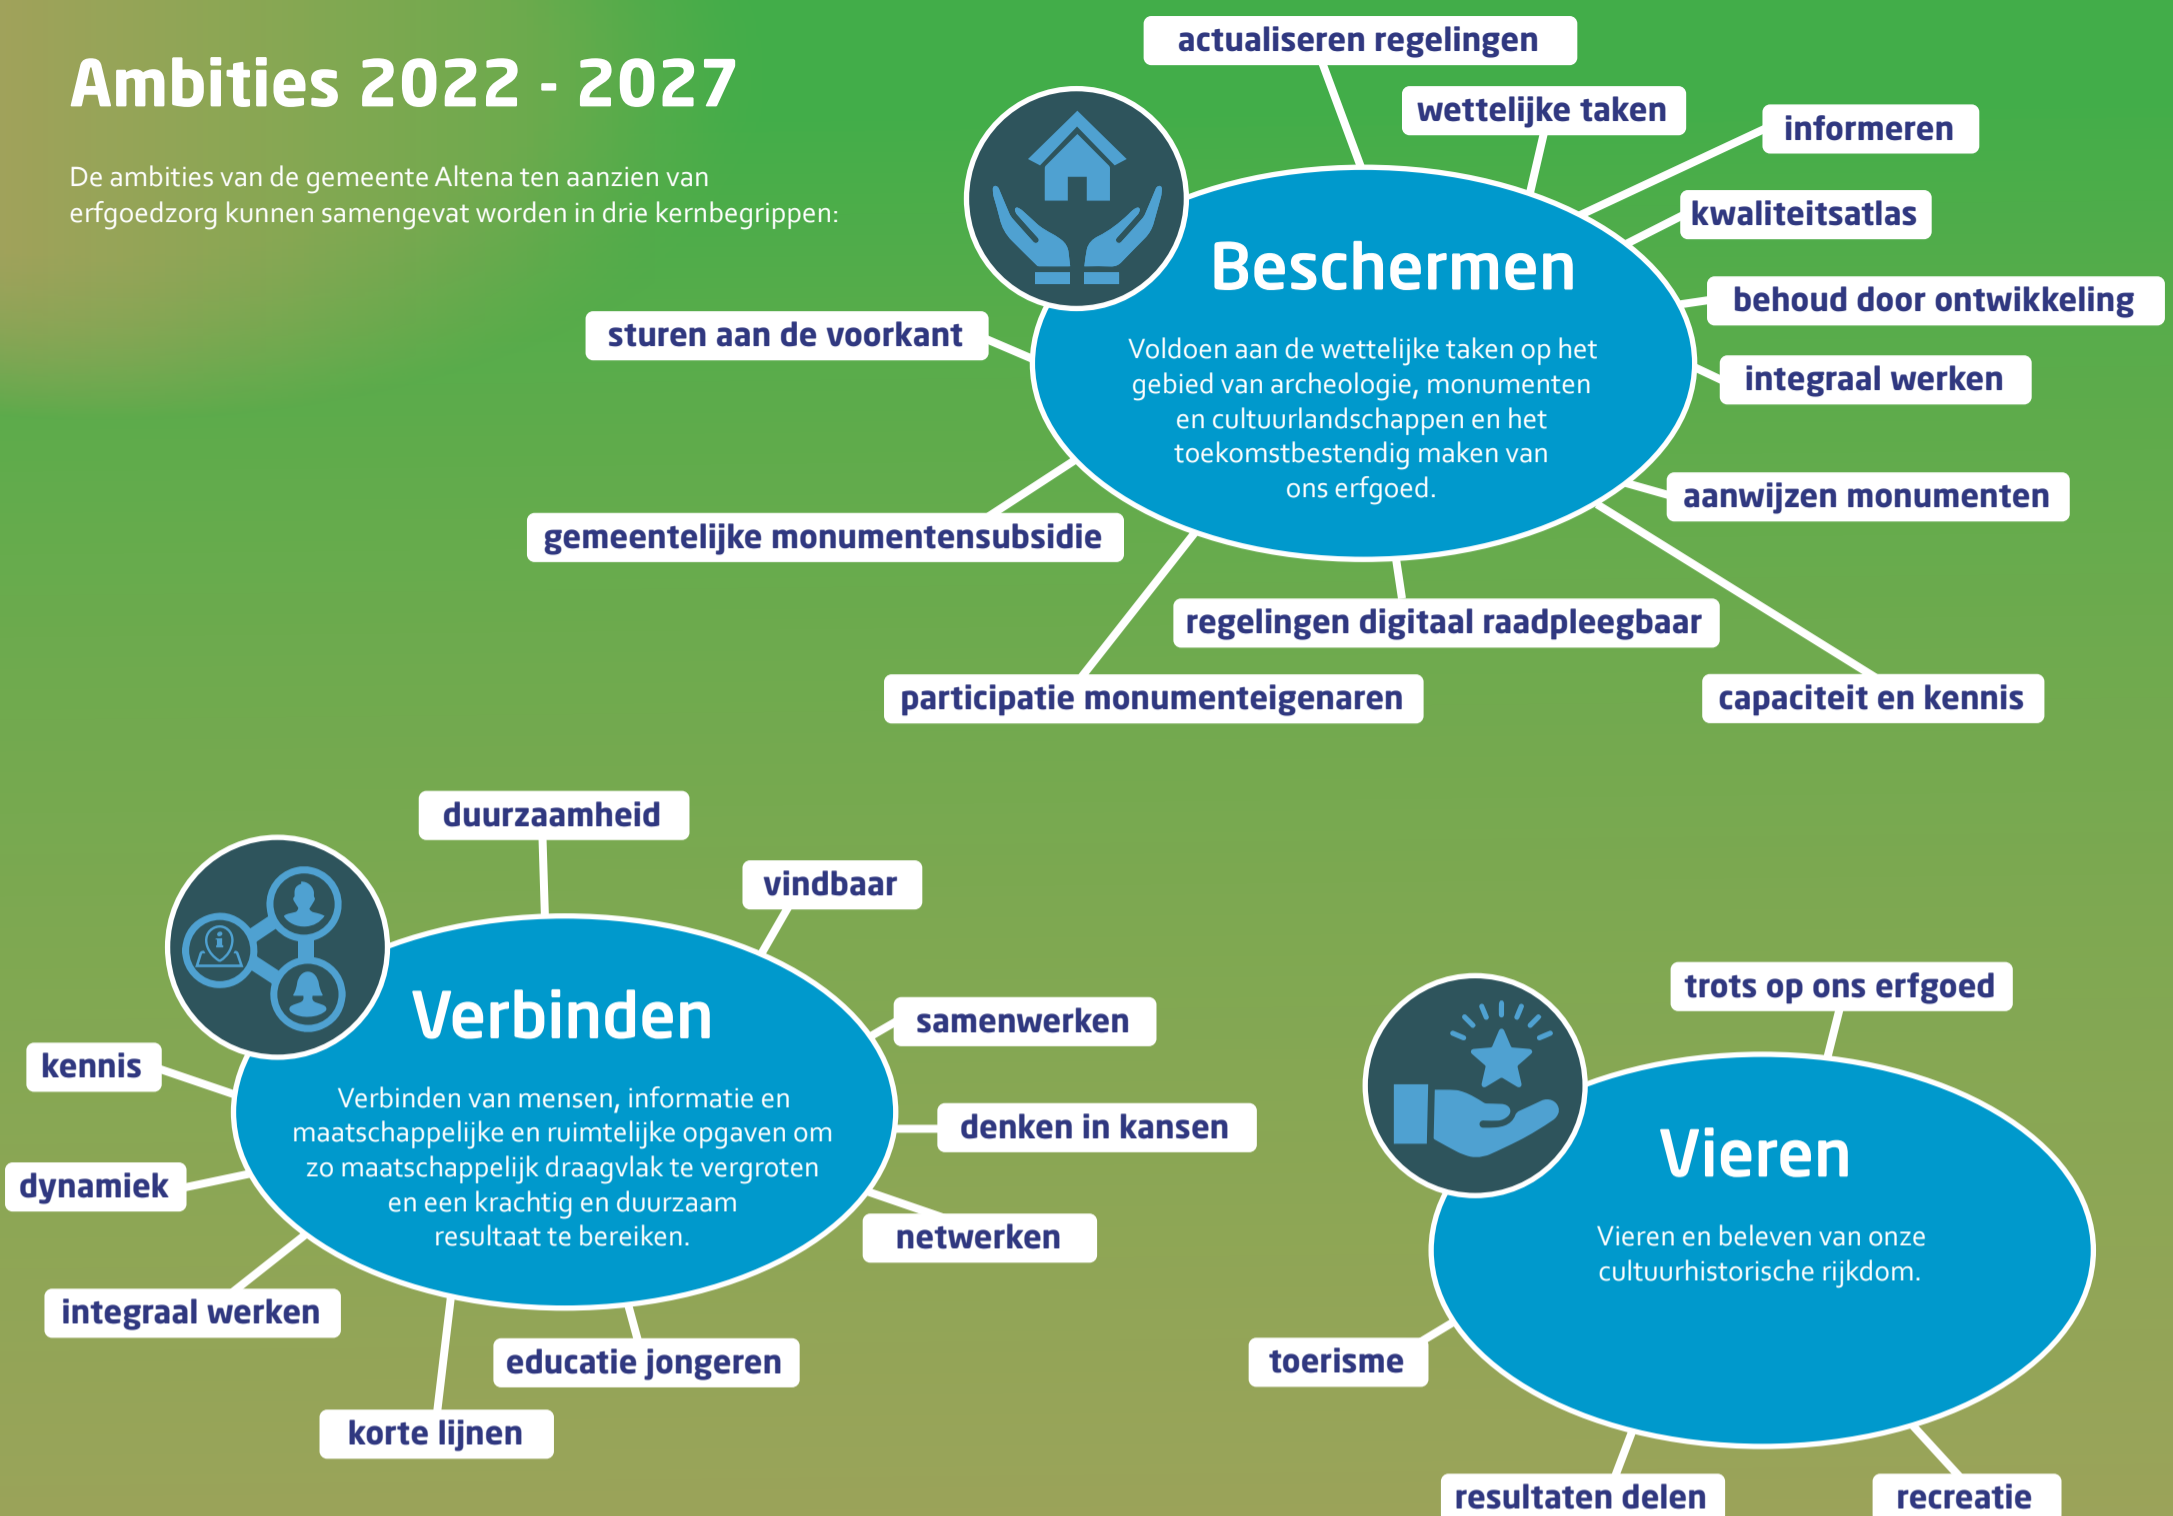 Ambities 2022 - 2027
De ambities van de gemeente Altena ten aanzien van
erfgoedzorg kunnen samengevat worden in drie kernbegrippen:
actualiseren regelingen
wettelijke taken
informeren
kwaliteitsatlas
behoud door ontwikkeling
integraal werken
aanwijzen monumenten
capaciteit en kennis
regelingen digitaal raadpleegbaar
participatie monumenteigenaren
gemeentelijke monumentensubsidie
sturen aan de voorkant
Beschermen
Voldoen aan de wettelijke taken op het
gebied van archeologie, monumenten
en cultuurlandschappen en het
toekomstbestendig maken van
ons erfgoed.
duurzaamheid
vindbaar
samenwerken
denken in kansen
netwerken
educatie jongeren
korte lijnen
integraal werken
dynamiek
kennis
i
Verbinden
Verbinden van mensen, informatie en
maatschappelijke en ruimtelijke opgaven om
zo maatschappelijk draagvlak te vergroten
en een krachtig en duurzaam
resultaat te bereiken.
trots op ons erfgoed
Vieren
Vieren en beleven van onze
cultuurhistorische rijkdom.
toerisme
resultaten delen
recreatie